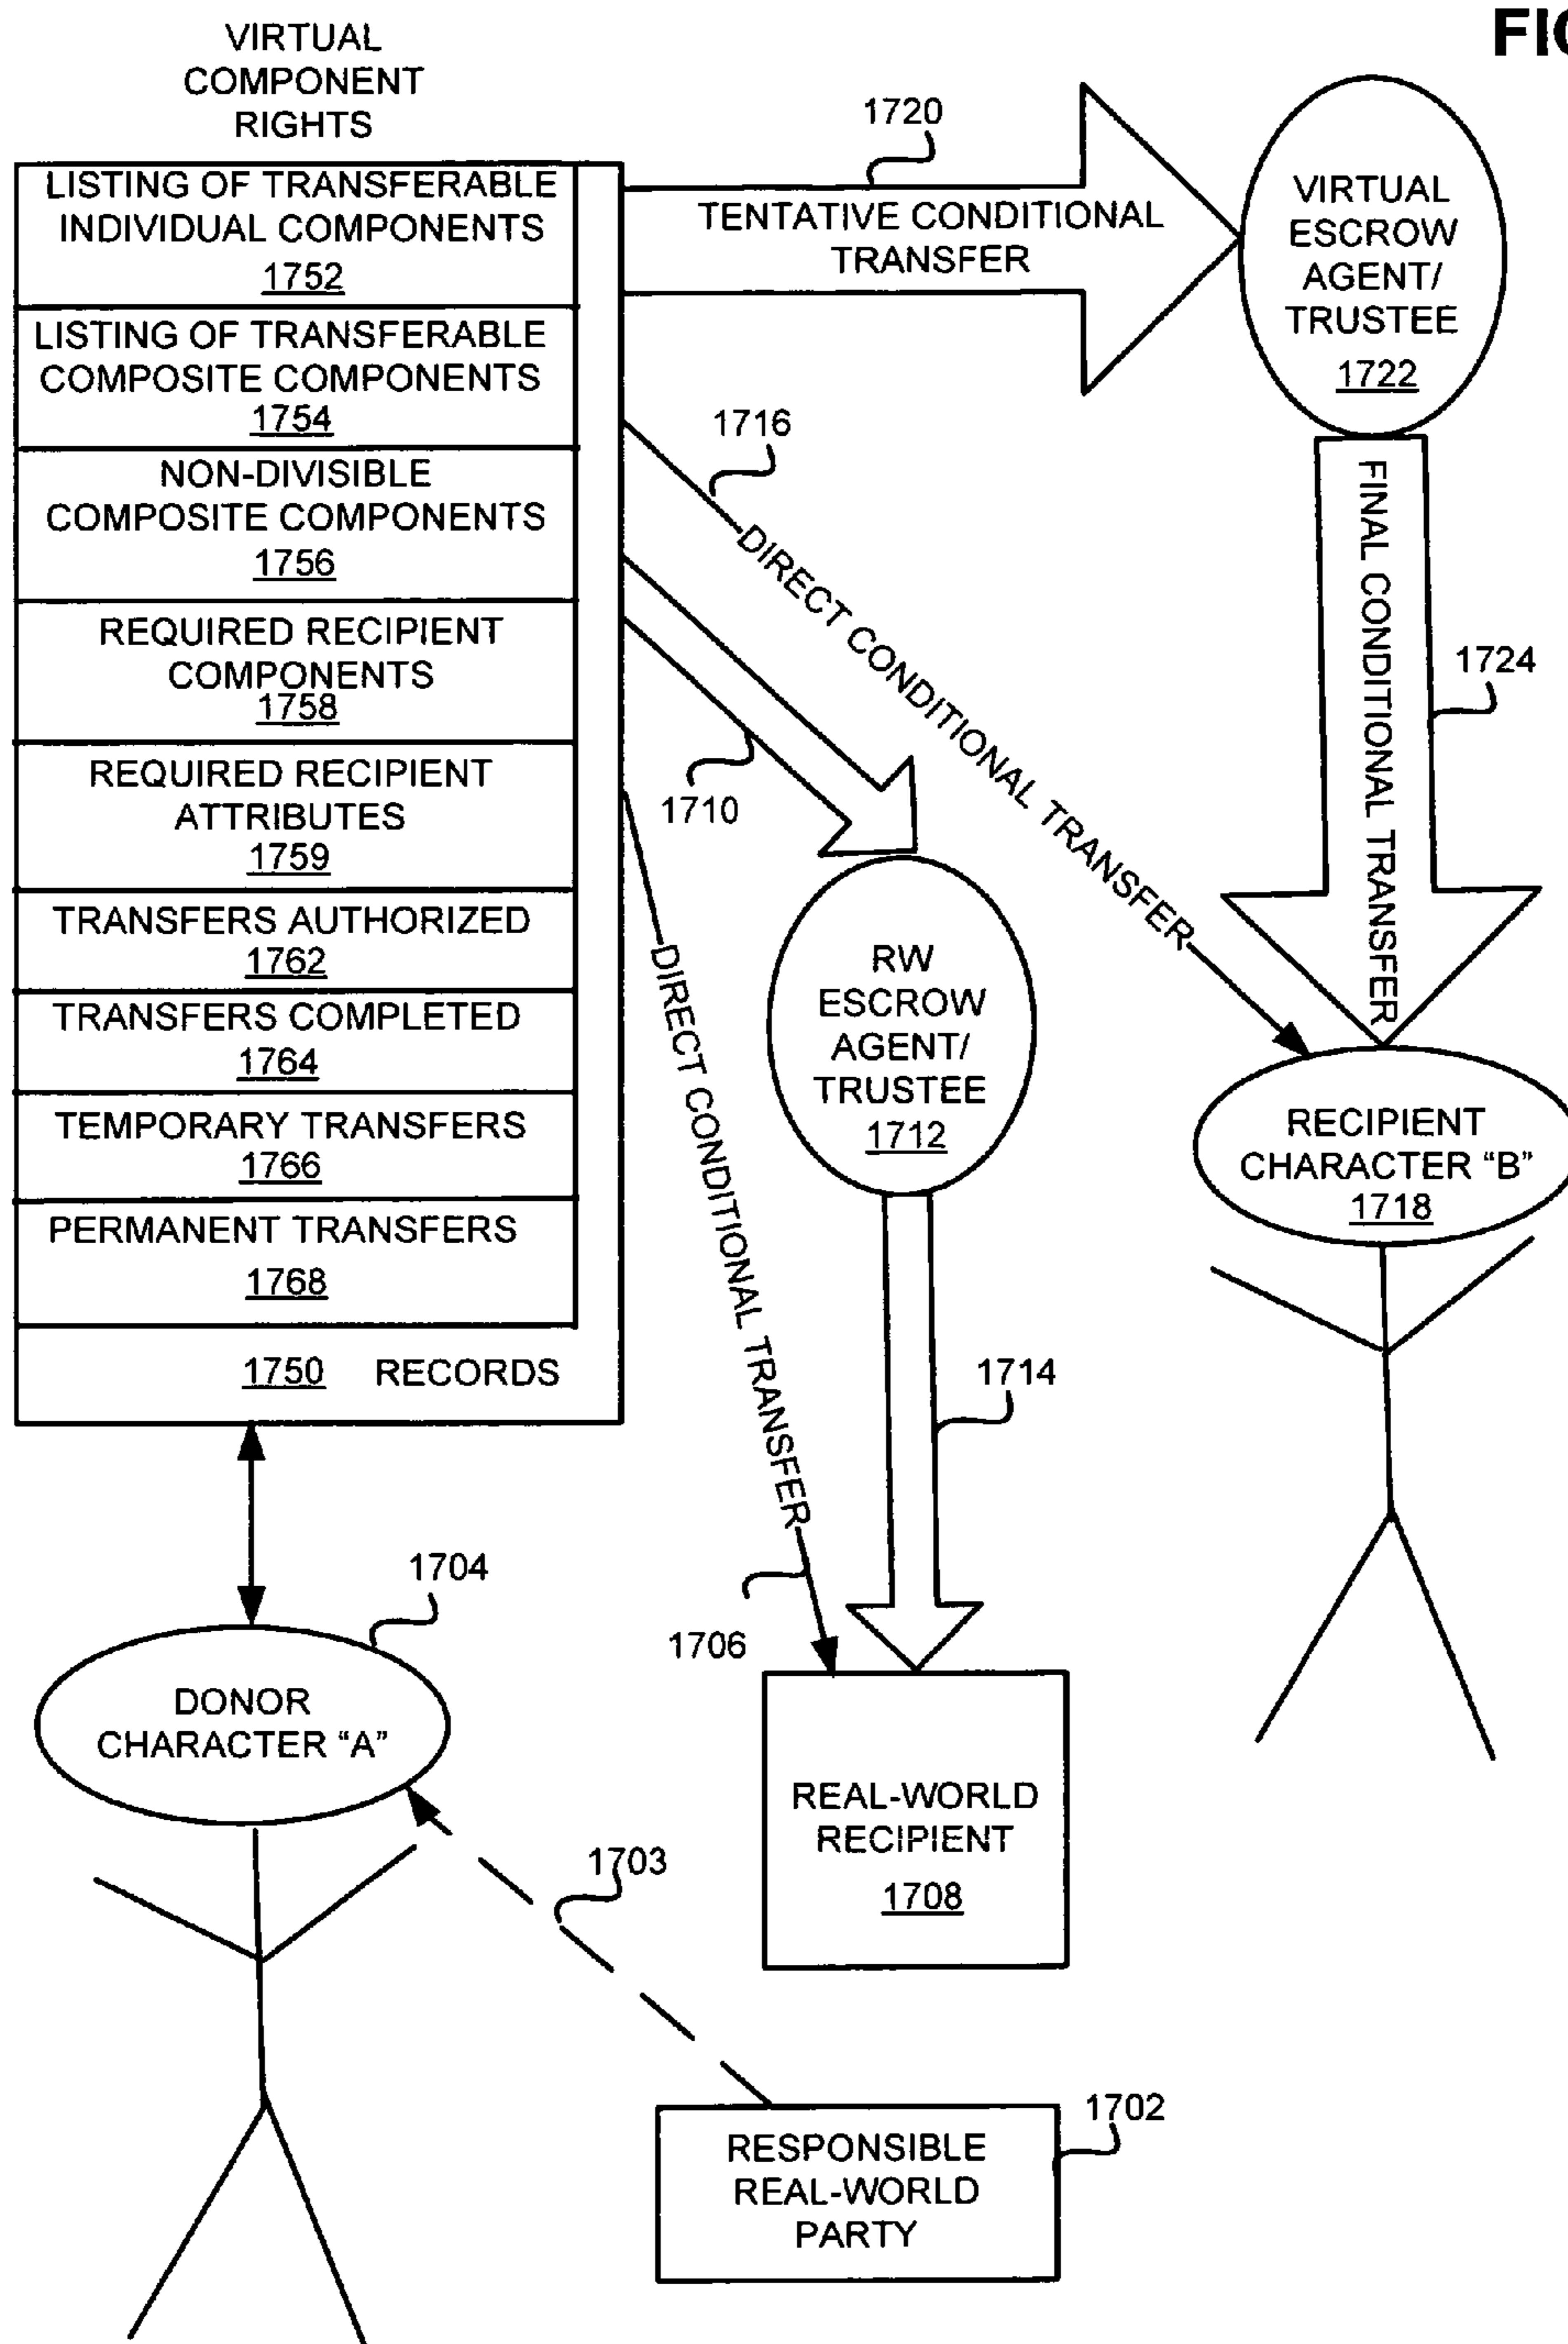 FIG
VIRTUAL
COMPONENT
RIGHTS
LISTING OF TRANSFERABLE
INDIVIDUAL COMPONENTS
1752
LISTING OF TRANSFERABLE
COMPOSITE COMPONENTS
1754
NON-DIVISIBLE
COMPOSITE COMPONENTS
1756
REQUIRED RECIPIENT
COMPONENTS
1758
REQUIRED RECIPIENT
ATTRIBUTES
1759
TRANSFERS AUTHORIZED
1762
TRANSFERS COMPLETED
1764
TEMPORARY TRANSFERS
1766
PERMANENT TRANSFERS
1768
1750 RECORDS
1720
TENTATIVE CONDITIONAL
TRANSFER
VIRTUAL
ESCROW
AGENT/
TRUSTEE
1722
1716
DIRECT CONDITIONAL TRANSFER
FINAL CONDITIONAL TRANSFER
1724
1710
RW
ESCROW
AGENT/
TRUSTEE
1712
DIRECT CONDITIONAL TRANSFER
RECIPIENT
CHARACTER “B”
1718
1714
1706
1704
DONOR
CHARACTER “A”
REAL-WORLD
RECIPIENT
1708
1703
1702
RESPONSIBLE
REAL-WORLD
PARTY